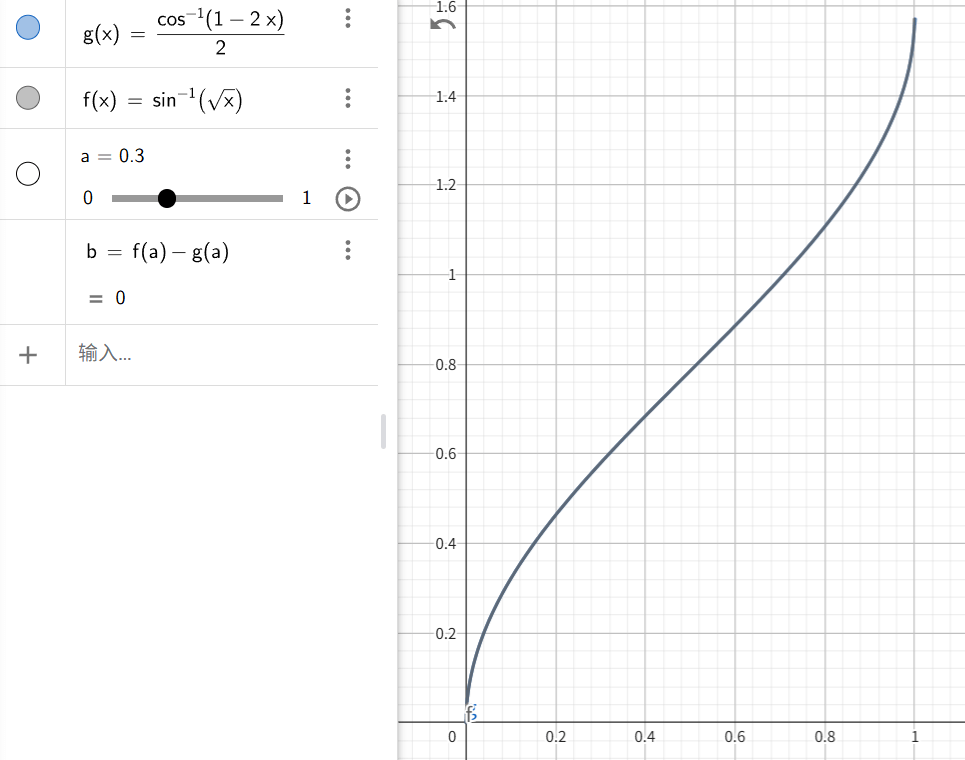 g(x) = cos⁻¹(1 − 2 x) / 2
f(x) = sin⁻¹(√x)
a = 0.3
0 1
b = f(a) − g(a)
= 0
+ 输入...
1.6
1.4
1.2
1
0.8
0.6
0.4
0.2
f
0 0.2 0.4 0.6 0.8 1